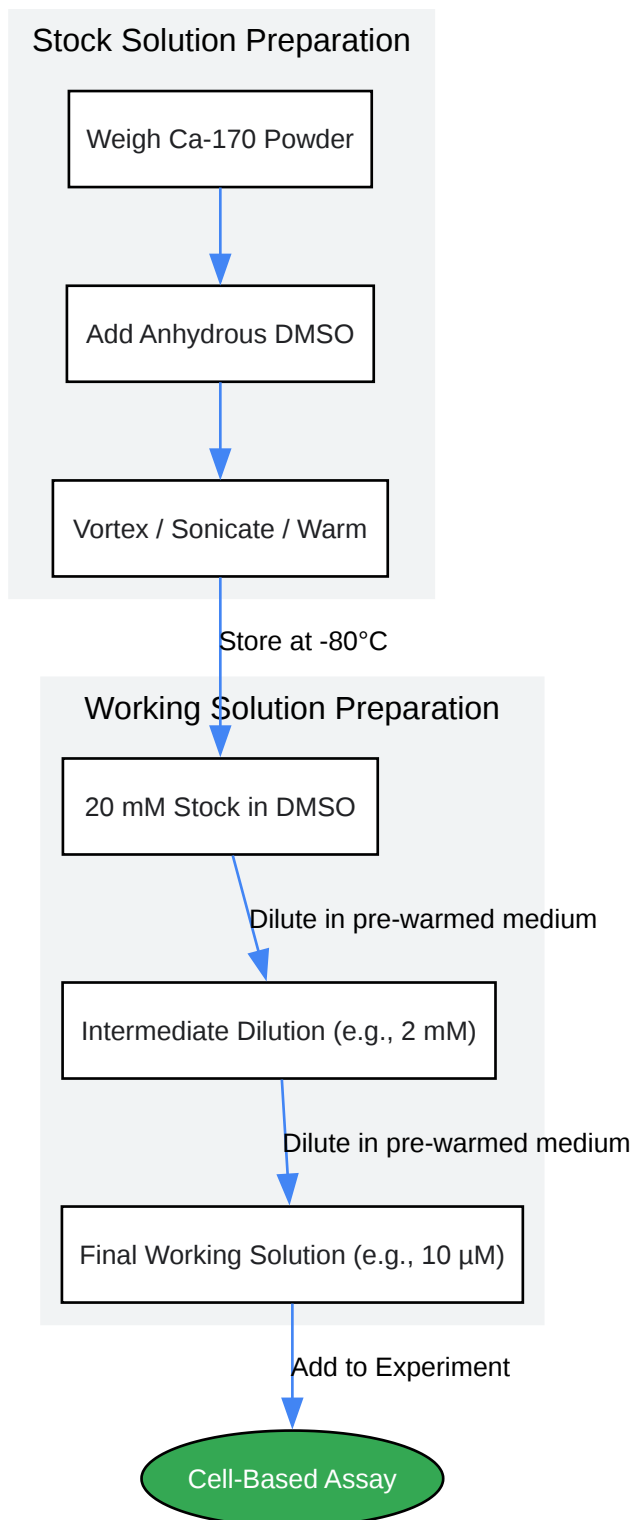 Stock Solution Preparation
Weigh Ca-170 Powder
Add Anhydrous DMSO
Vortex / Sonicate / Warm
Store at -80°C
Working Solution Preparation
20 mM Stock in DMSO
Dilute in pre-warmed medium
Intermediate Dilution (e.g., 2 mM)
Dilute in pre-warmed medium
Final Working Solution (e.g., 10 µM)
Add to Experiment
Cell-Based Assay